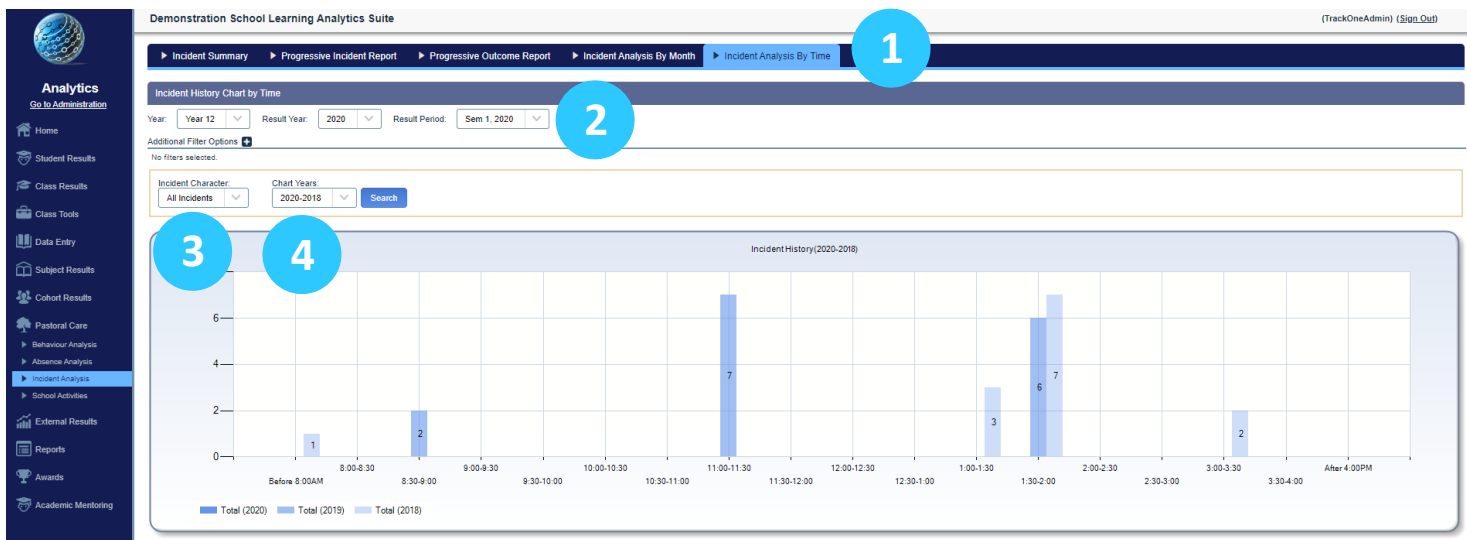 Demonstration School Learning Analytics Suite
(TrackOneAdmin) (Sign Out)
Analytics
Go to Administration
Home
Student Results
Class Results
Class Tools
Data Entry
Subject Results
Cohort Results
Pastoral Care
Behaviour Analysis
Absence Analysis
Incident Analysis
School Activities
External Results
Reports
Awards
Academic Mentoring
Incident Summary Progressive Incident Report Progressive Outcome Report Incident Analysis By Month Incident Analysis By Time
1
Incident History Chart by Time
Year: Year 12 Result Year: 2020 Result Period: Sem 1, 2020
2
Additional Filter Options
No filters selected.
Incident Character: Chart Years:
All Incidents 2020-2018 Search
3 4
Incident History(2020-2018)
6
4
2
0
1 2 7 3 6 7 2
8:00-8:30 9:00-9:30 10:00-10:30 11:00-11:30 12:00-12:30 1:00-1:30 2:00-2:30 3:00-3:30 After 4:00PM
Before 8:00AM 8:30-9:00 9:30-10:00 10:30-11:00 11:30-12:00 12:30-1:00 1:30-2:00 2:30-3:00 3:30-4:00
Total (2020) Total (2019) Total (2018)